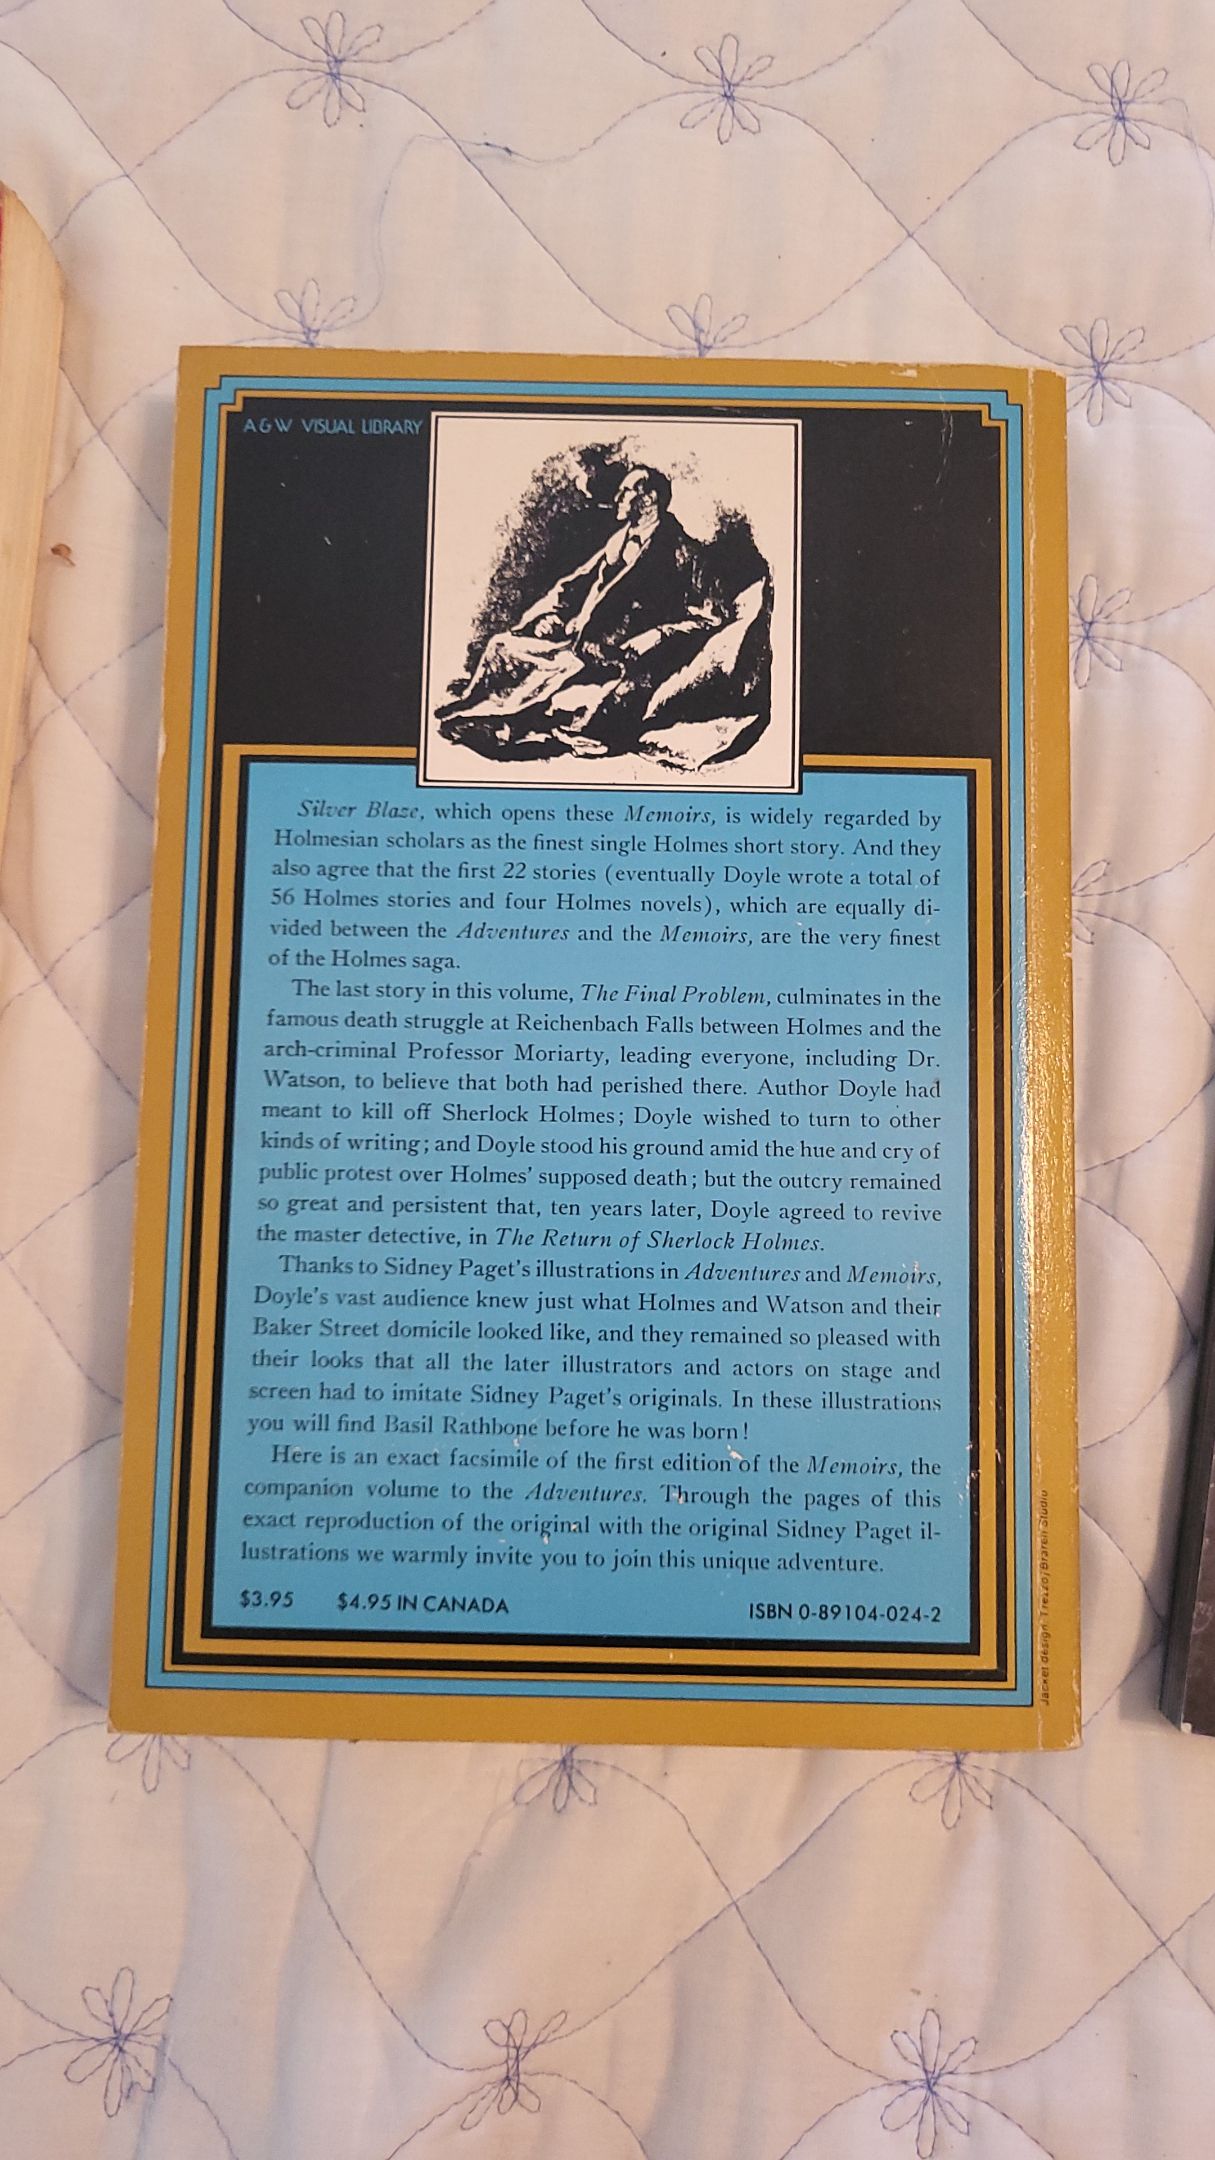 A & W VISUAL LIBRARY
Silver Blaze, which opens these Memoirs, is widely regarded by
Holmesian scholars as the finest single Holmes short story. And they
also agree that the first 22 stories (eventually Doyle wrote a total of
56 Holmes stories and four Holmes novels), which are equally di-
vided between the Adventures and the Memoirs, are the very finest
of the Holmes saga.
The last story in this volume, The Final Problem, culminates in the
famous death struggle at Reichenbach Falls between Holmes and the
arch-criminal Professor Moriarty, leading everyone, including Dr.
Watson, to believe that both had perished there. Author Doyle had
meant to kill off Sherlock Holmes; Doyle wished to turn to other
kinds of writing; and Doyle stood his ground amid the hue and cry of
public protest over Holmes' supposed death; but the outcry remained
so great and persistent that, ten years later, Doyle agreed to revive
the master detective, in The Return of Sherlock Holmes.
Thanks to Sidney Paget's illustrations in Adventures and Memoirs,
Doyle's vast audience knew just what Holmes and Watson and their
Baker Street domicile looked like, and they remained so pleased with
their looks that all the later illustrators and actors on stage and
screen had to imitate Sidney Paget's originals. In these illustrations
you will find Basil Rathbone before he was born!
Here is an exact facsimile of the first edition of the Memoirs, the
companion volume to the Adventures. Through the pages of this
exact reproduction of the original with the original Sidney Paget il-
lustrations we warmly invite you to join this unique adventure.
$3.95 $4.95 IN CANADA
ISBN 0-89104-024-2
Jacket design: Trezzo/Braren Studio